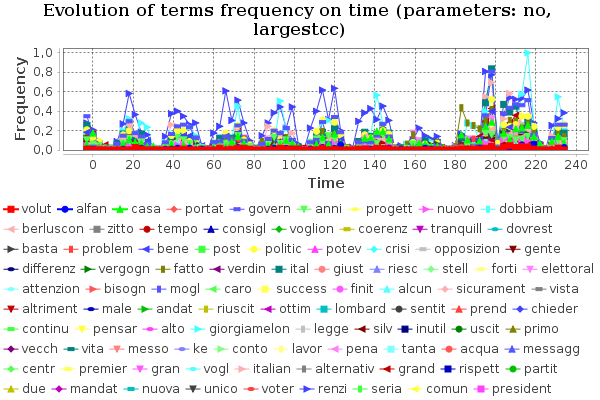 Evolution of terms frequency on time (parameters: no,
largestcc)
Frequency
1,0
0,8
0,6
0,4
0,2
0,0
0 20 40 60 80 100 120 140 160 180 200 220 240
Time
volut alfan casa portat govern anni progett nuovo dobbiam
berluscon zitto tempo consigl voglion coerenz tranquill dovrest
basta problem bene post politic potev crisi opposizion gente
differenz vergogn fatto verdin ital giust riesc stell forti elettoral
attenzion bisogn mogl caro success finit alcun sicurament vista
altriment male andat riuscit ottim lombard sentit prend chieder
continu pensar alto giorgiamelon legge silv inutil uscit primo
vecch vita messo ke conto lavor pena tanta acqua messagg
centr premier gran vogl italian alternativ grand rispett partit
due mandat nuova unico voter renzi seria comun president